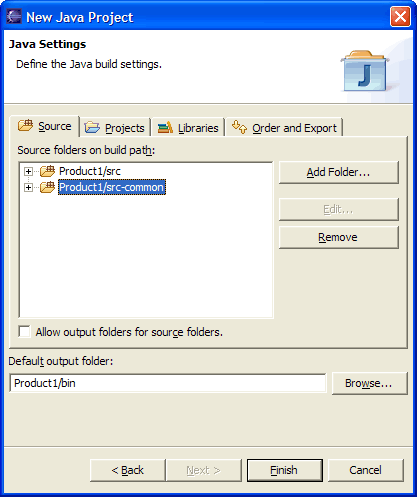 New Java Project
Java Settings
Define the Java build settings.
J
Source Projects Libraries Order and Export
Source folders on build path:
Product1/src
Product1/src-common
Add Folder...
Edit...
Remove
Allow output folders for source folders.
Default output folder:
Product1/bin
Browse...
< Back Next > Finish Cancel